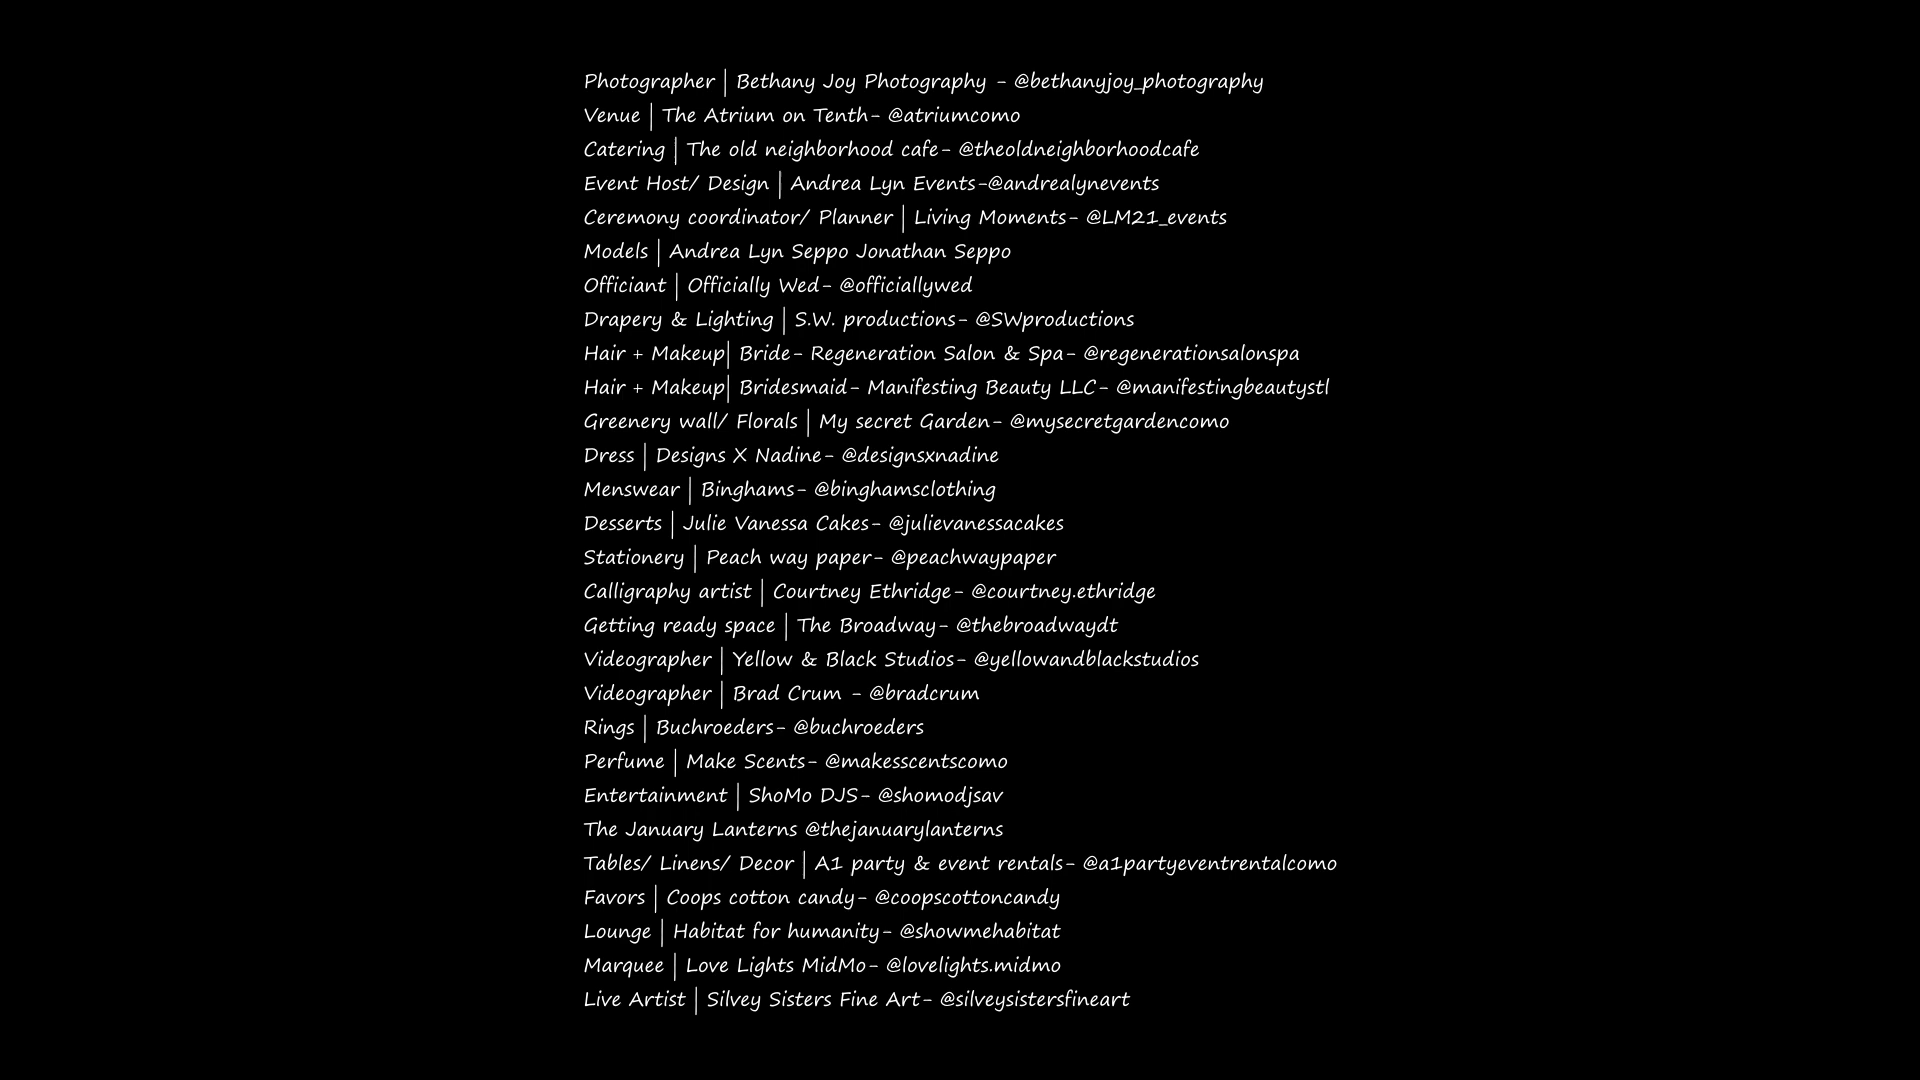 Photographer | Bethany Joy Photography - @bethanyjoy_photography
Venue | The Atrium on Tenth- @atriumcomo
Catering | The old neighborhood cafe- @theoldneighborhoodcafe
Event Host/ Design | Andrea Lyn Events-@andrealynevents
Ceremony coordinator/ Planner | Living Moments- @LM21_events
Models | Andrea Lyn Seppo Jonathan Seppo
Officiant | Officially Wed- @officiallywed
Drapery & Lighting | S.W. productions- @SWproductions
Hair + Makeup| Bride- Regeneration Salon & Spa- @regenerationsalonspa
Hair + Makeup| Bridesmaid- Manifesting Beauty LLC- @manifestingbeautystl
Greenery wall/ Florals | My secret Garden- @mysecretgardencomo
Dress | Designs X Nadine- @designsxnadine
Menswear | Binghams- @binghamsclothing
Desserts | Julie Vanessa Cakes- @julievanessacakes
Stationery | Peach way paper- @peachwaypaper
Calligraphy artist | Courtney Ethridge- @courtney.ethridge
Getting ready space | The Broadway- @thebroadwaydt
Videographer | Yellow & Black Studios- @yellowandblackstudios
Videographer | Brad Crum - @bradcrum
Rings | Buchroeders- @buchroeders
Perfume | Make Scents- @makesscentscomo
Entertainment | ShoMo DJS- @shomodjsav
The January Lanterns @thejanuarylanterns
Tables/ Linens/ Decor | A1 party & event rentals- @a1partyeventrentalcomo
Favors | Coops cotton candy- @coopscottoncandy
Lounge | Habitat for humanity- @showmehabitat
Marquee | Love Lights MidMo- @lovelights.midmo
Live Artist | Silvey Sisters Fine Art- @silveysistersfineart